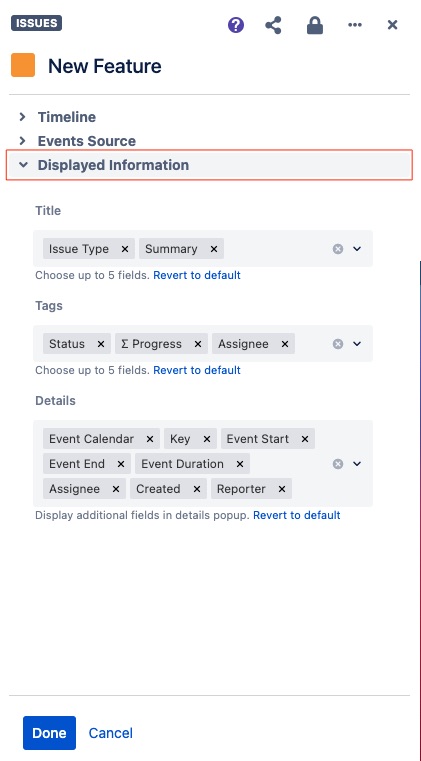 ISSUES
New Feature
Timeline
Events Source
Displayed Information
Title
Issue Type × Summary ×
Choose up to 5 fields. Revert to default
Tags
Status × Σ Progress × Assignee ×
Choose up to 5 fields. Revert to default
Details
Event Calendar × Key × Event Start ×
Event End × Event Duration ×
Assignee × Created × Reporter ×
Display additional fields in details popup. Revert to default
Done Cancel